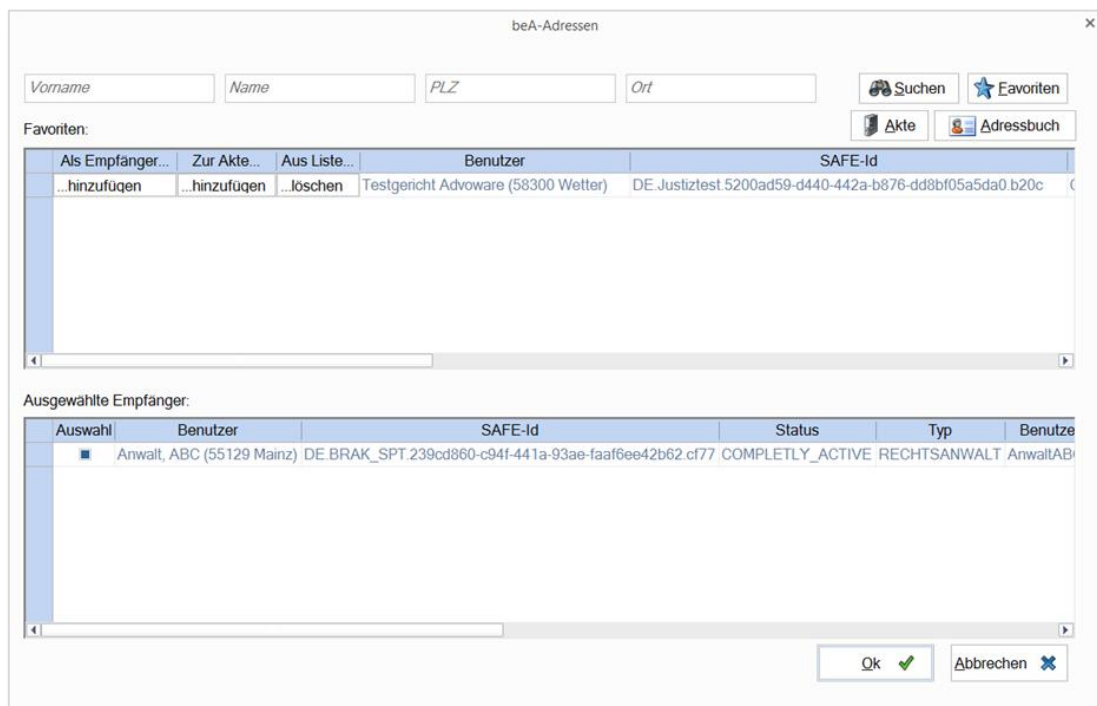 beA-Adressen
Vorname Name PLZ Ort Suchen Favoriten
Favoriten: Akte Adressbuch
Als Empfänger... Zur Akte... Aus Liste... Benutzer SAFE-Id
...hinzufügen ...hinzufügen ...löschen Testgericht Advoware (58300 Wetter) DE.Justiztest.5200ad59-d440-442a-b876-dd8bf05a5da0.b20c
Ausgewählte Empfänger:
Auswahl Benutzer SAFE-Id Status Typ Benutze
Anwalt, ABC (55129 Mainz) DE.BRAK_SPT.239cd860-c94f-441a-93ae-faaf6ee42b62.cf77 COMPLETLY_ACTIVE RECHTSANWALT AnwaltAB
Ok Abbrechen